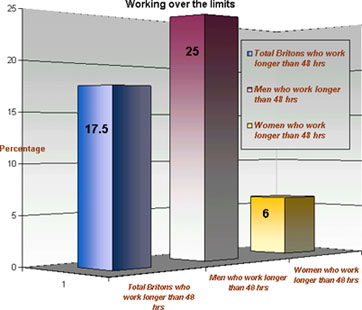 Working over the limits
25
20
15
10
5
0
Percentage
17.5
25
6
Total Britons who work
longer than 48 hrs
Men who work longer
than 48 hrs
Women who work
longer than 48 hrs
1
Total Britons who
work longer than 48
hrs
Men who work longer
than 48 hrs
Women who work
longer than 48 hrs